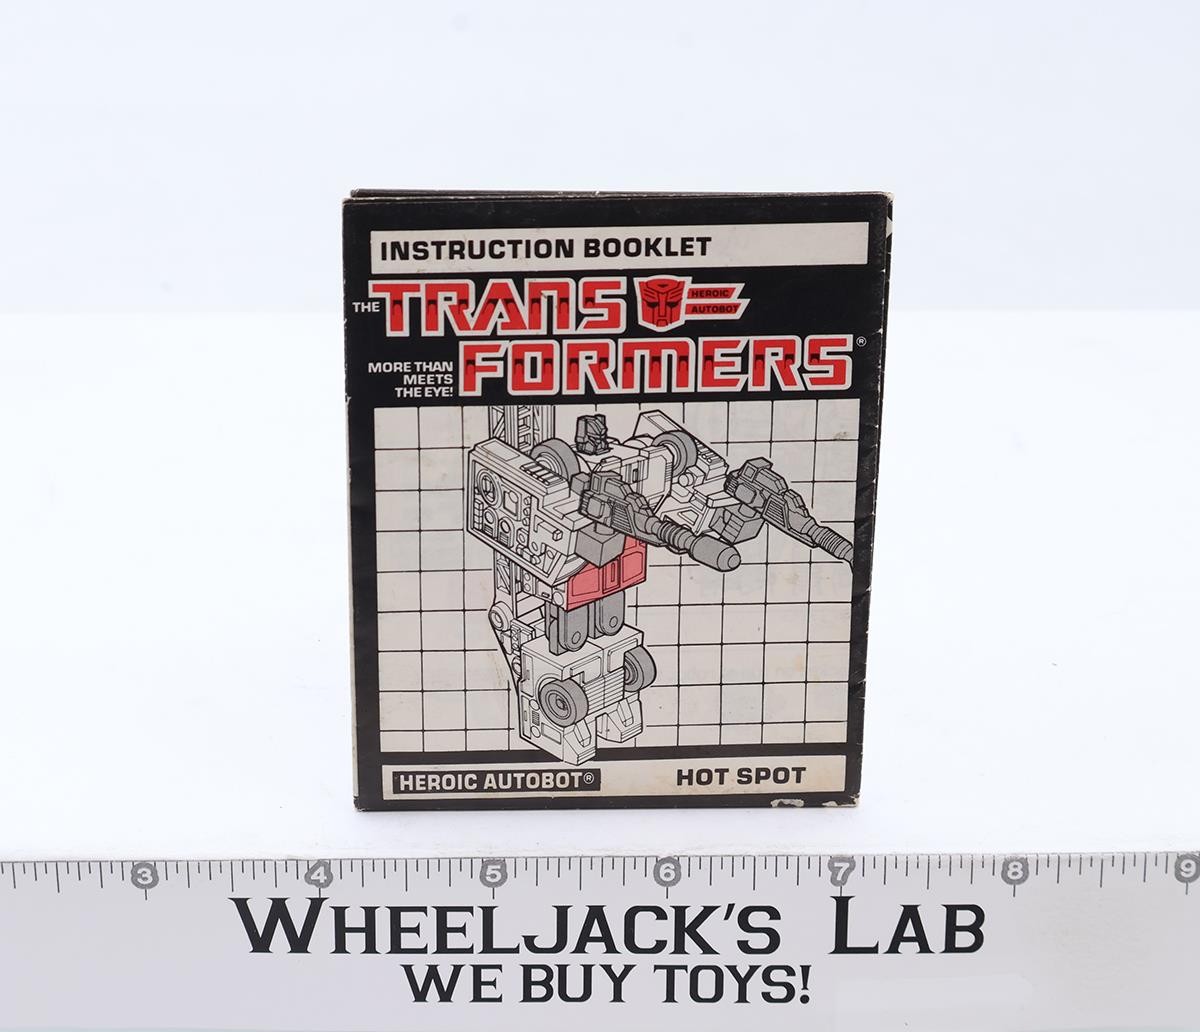 INSTRUCTION BOOKLET
THE TRANS HEROIC AUTOBOT
FORMERS®
MORE THAN
MEETS
THE EYE!
HEROIC AUTOBOT® HOT SPOT
3 4 5 6 7 8 9
WHEELJACK'S LAB
WE BUY TOYS!